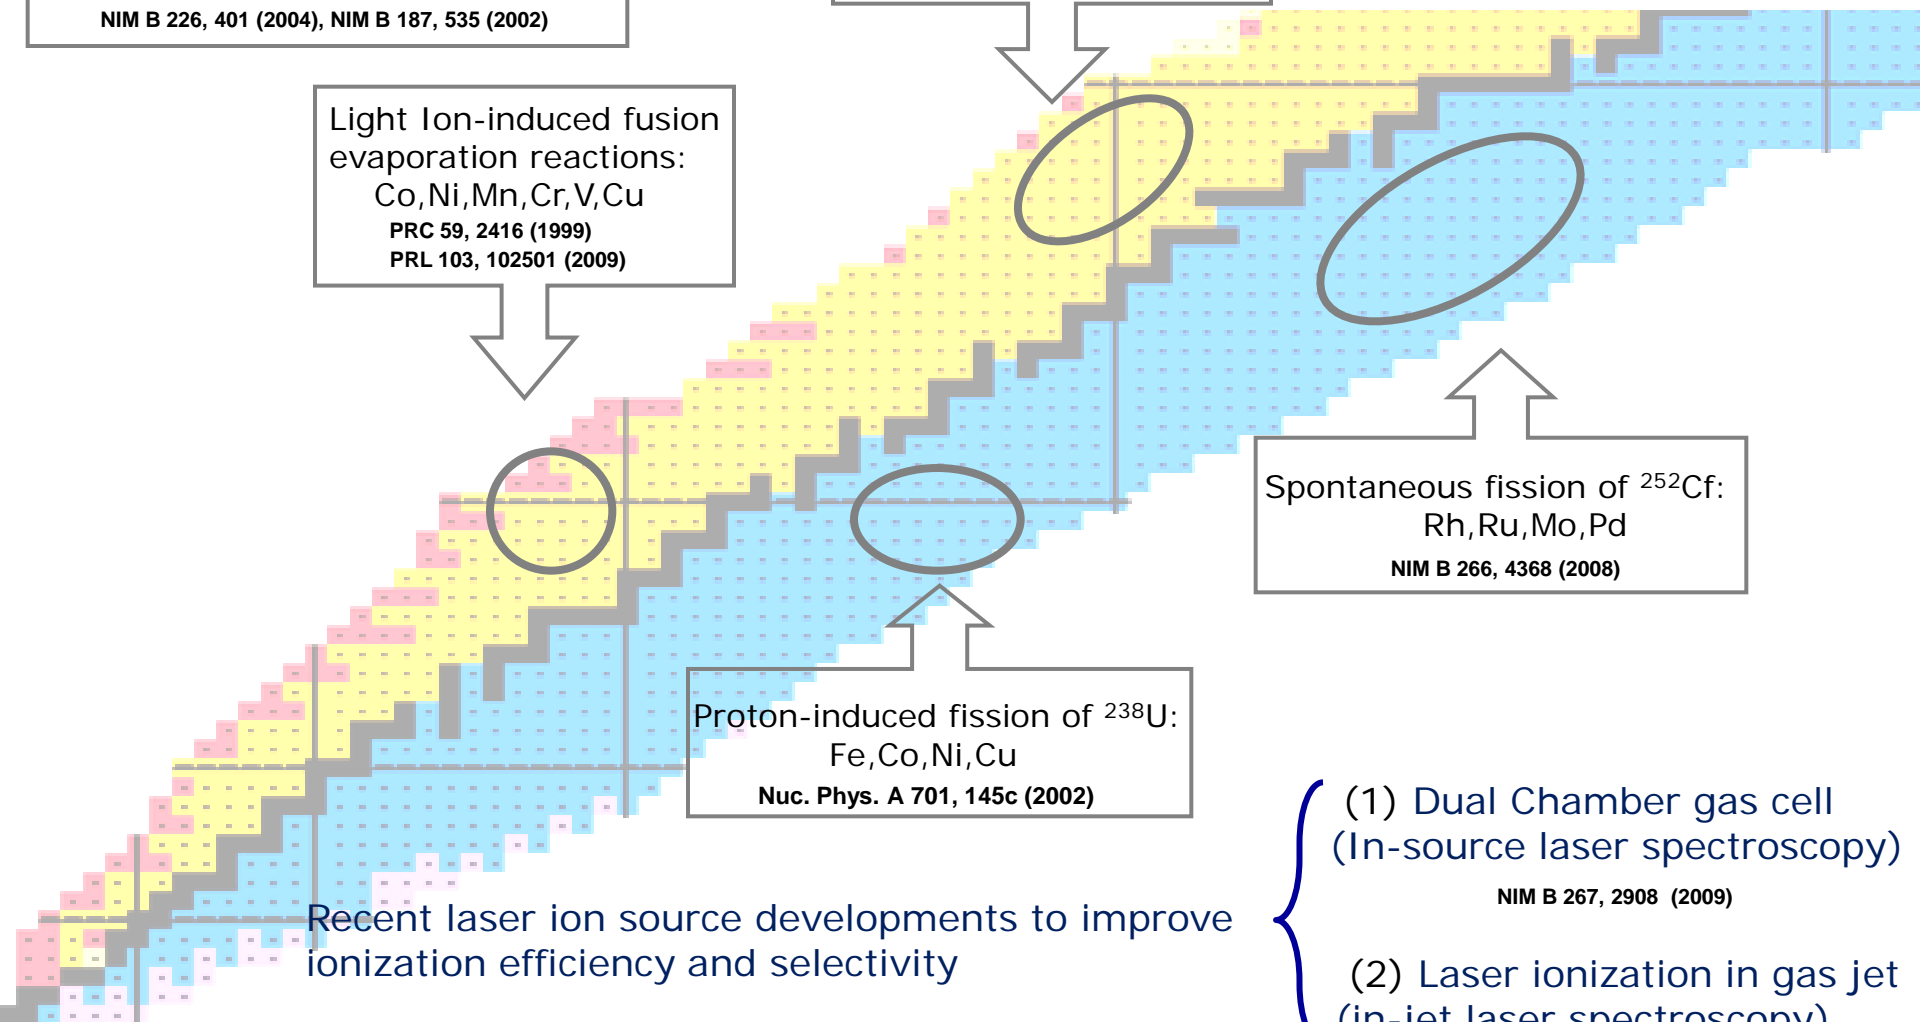 NIM B 226, 401 (2004), NIM B 187, 535 (2002)
Light Ion-induced fusion
evaporation reactions:
Co,Ni,Mn,Cr,V,Cu
PRC 59, 2416 (1999)
PRL 103, 102501 (2009)
Spontaneous fission of ²⁵²Cf:
Rh,Ru,Mo,Pd
NIM B 266, 4368 (2008)
Proton-induced fission of ²³⁸U:
Fe,Co,Ni,Cu
Nuc. Phys. A 701, 145c (2002)
Recent laser ion source developments to improve
ionization efficiency and selectivity
(1) Dual Chamber gas cell
(In-source laser spectroscopy)
NIM B 267, 2908 (2009)
(2) Laser ionization in gas jet
(in-jet laser spectroscopy)